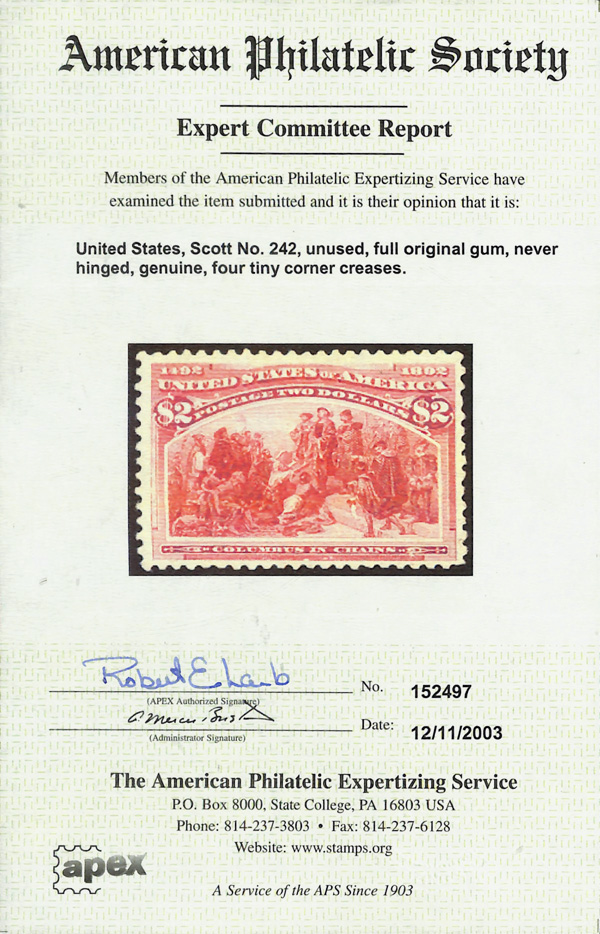 American Philatelic Society
Expert Committee Report
Members of the American Philatelic Expertizing Service have
examined the item submitted and it is their opinion that it is:
United States, Scott No. 242, unused, full original gum, never
hinged, genuine, four tiny corner creases.
1492 1892
UNITED STATES OF AMERICA
$2 POSTAGE TWO DOLLARS $2
COLUMBUS IN CHAINS
Robert E Lamb
No. 152497
(APEX Authorized Signature)
Date: 12/11/2003
(Administrator Signature)
The American Philatelic Expertizing Service
P.O. Box 8000, State College, PA 16803 USA
Phone: 814-237-3803 • Fax: 814-237-6128
Website: www.stamps.org
apex
A Service of the APS Since 1903